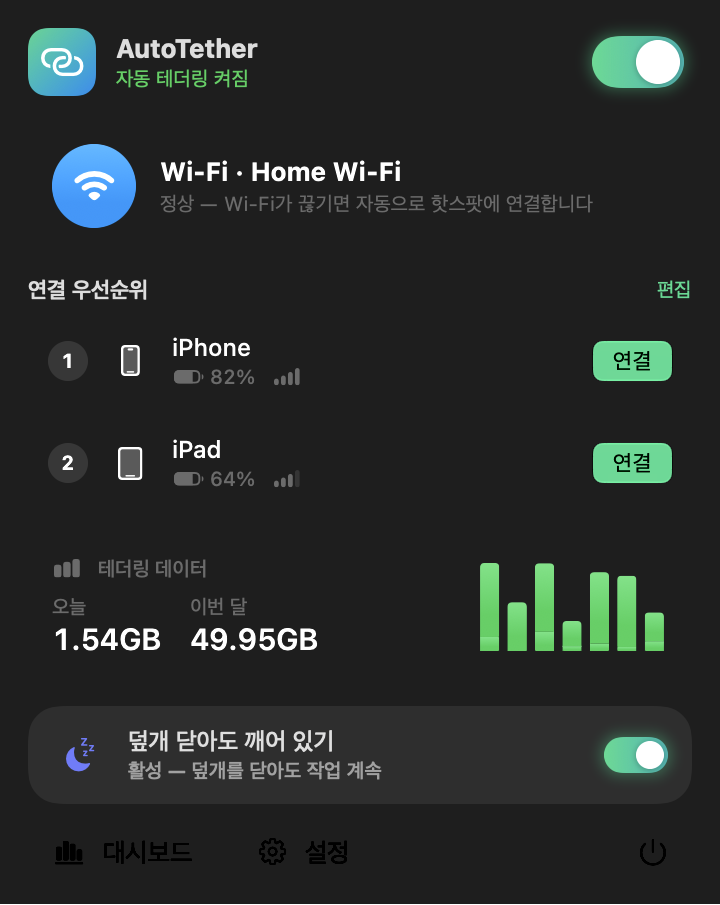 AutoTether
자동 테더링 켜짐
Wi-Fi · Home Wi-Fi
정상 — Wi-Fi가 끊기면 자동으로 핫스팟에 연결합니다
연결 우선순위
편집
1
iPhone
82%
연결
2
iPad
64%
연결
테더링 데이터
오늘
이번 달
1.54GB
49.95GB
덮개 닫아도 깨어 있기
활성 — 덮개를 닫아도 작업 계속
대시보드
설정